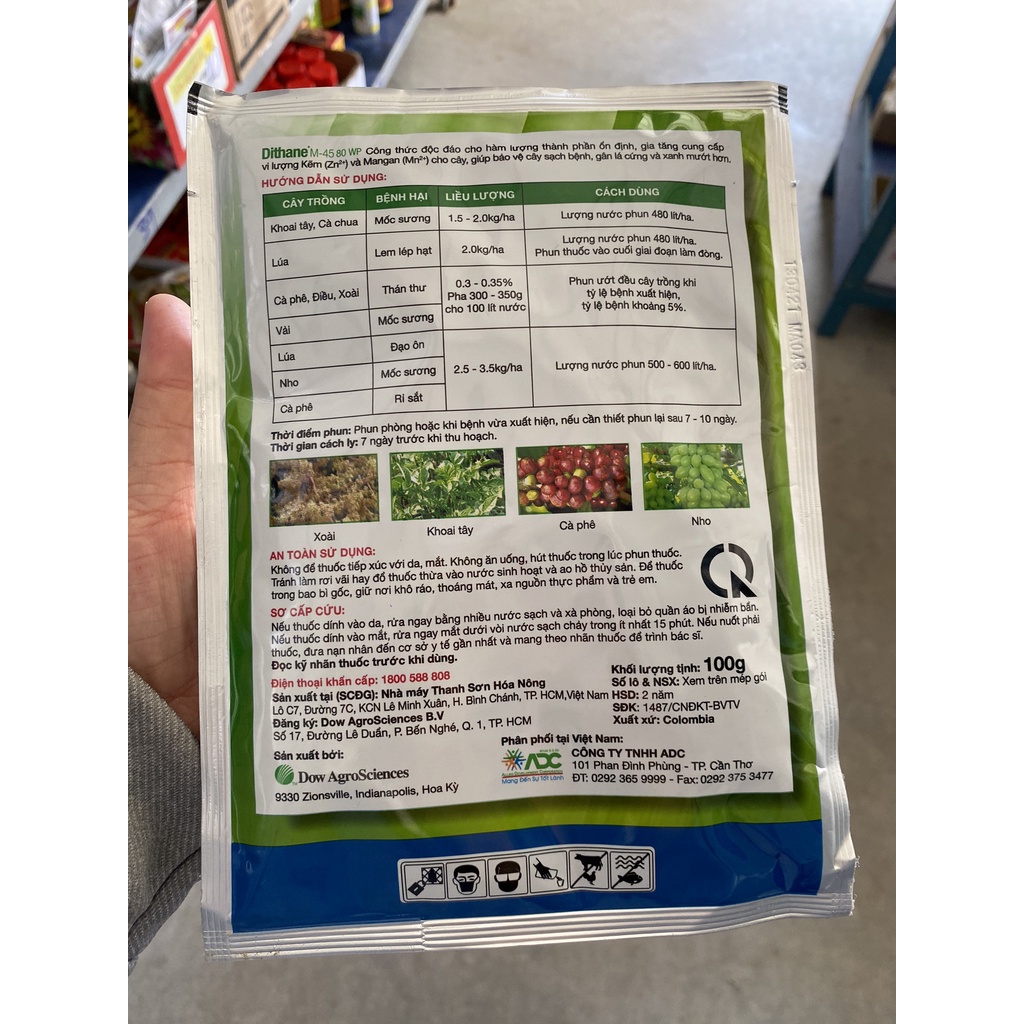 Dithane* M-45 80 WP Công thức độc đáo cho hàm lượng thành phần ổn định, gia tăng cung cấp
vi lượng Kẽm (Zn²⁺) và Mangan (Mn²⁺) cho cây, giúp bảo vệ cây sạch bệnh, gân lá cứng và xanh mướt hơn.
HƯỚNG DẪN SỬ DỤNG:
CÂY TRỒNG BỆNH HẠI LIỀU LƯỢNG CÁCH DÙNG
Khoai tây, Cà chua Mốc sương 1.5 - 2.0kg/ha Lượng nước phun 480 lít/ha.
Lúa Lem lép hạt 2.0kg/ha Lượng nước phun 480 lít/ha.
Phun thuốc vào cuối giai đoạn làm đòng.
Cà phê, Điều, Xoài Thán thư 0.3 - 0.35%
Pha 300 - 350g
cho 100 lít nước
Phun ướt đều cây trồng khi
tỷ lệ bệnh xuất hiện,
tỷ lệ bệnh khoảng 5%.
Vải Mốc sương
Lúa Đạo ôn
Nho Mốc sương 2.5 - 3.5kg/ha Lượng nước phun 500 - 600 lít/ha.
Cà phê Rỉ sắt
Thời điểm phun: Phun phòng hoặc khi bệnh vừa xuất hiện, nếu cần thiết phun lại sau 7 - 10 ngày.
Thời gian cách ly: 7 ngày trước khi thu hoạch.
Xoài Khoai tây Cà phê Nho
AN TOÀN SỬ DỤNG:
Không để thuốc tiếp xúc với da, mắt. Không ăn uống, hút thuốc trong lúc phun thuốc.
Tránh làm rơi vãi hay đổ thuốc thừa vào nước sinh hoạt và ao hồ thủy sản. Để thuốc
trong bao bì gốc, giữ nơi khô ráo, thoáng mát, xa nguồn thực phẩm và trẻ em.
SƠ CẤP CỨU:
Nếu thuốc dính vào da, rửa ngay bằng nhiều nước sạch và xà phòng, loại bỏ quần áo bị nhiễm bẩn.
Nếu thuốc dính vào mắt, rửa ngay mắt dưới vòi nước sạch chảy trong ít nhất 15 phút. Nếu nuốt phải
thuốc, đưa nạn nhân đến cơ sở y tế gần nhất và mang theo nhãn thuốc để trình bác sĩ.
Đọc kỹ nhãn thuốc trước khi dùng.
Điện thoại khẩn cấp: 1800 588 808
Sản xuất tại (SCĐG): Nhà máy Thanh Sơn Hóa Nông
Lô C7, Đường 7C, KCN Lê Minh Xuân, H. Bình Chánh, TP. HCM, Việt Nam
Đăng ký: Dow AgroSciences B.V
Số 17, Đường Lê Duẩn, P. Bến Nghé, Q. 1, TP. HCM
Khối lượng tịnh: 100g
Số lô & NSX: Xem trên mép gói
HSD: 2 năm
SĐK: 1487/CNĐKT-BVTV
Xuất xứ: Colombia
Sản xuất bởi:
Dow AgroSciences
9330 Zionsville, Indianapolis, Hoa Kỳ
Phân phối tại Việt Nam:
ADC
Mang Đến Sự Tốt Lành
CÔNG TY TNHH ADC
101 Phan Đình Phùng - TP. Cần Thơ
ĐT: 0292 365 9999 - Fax: 0292 375 3477